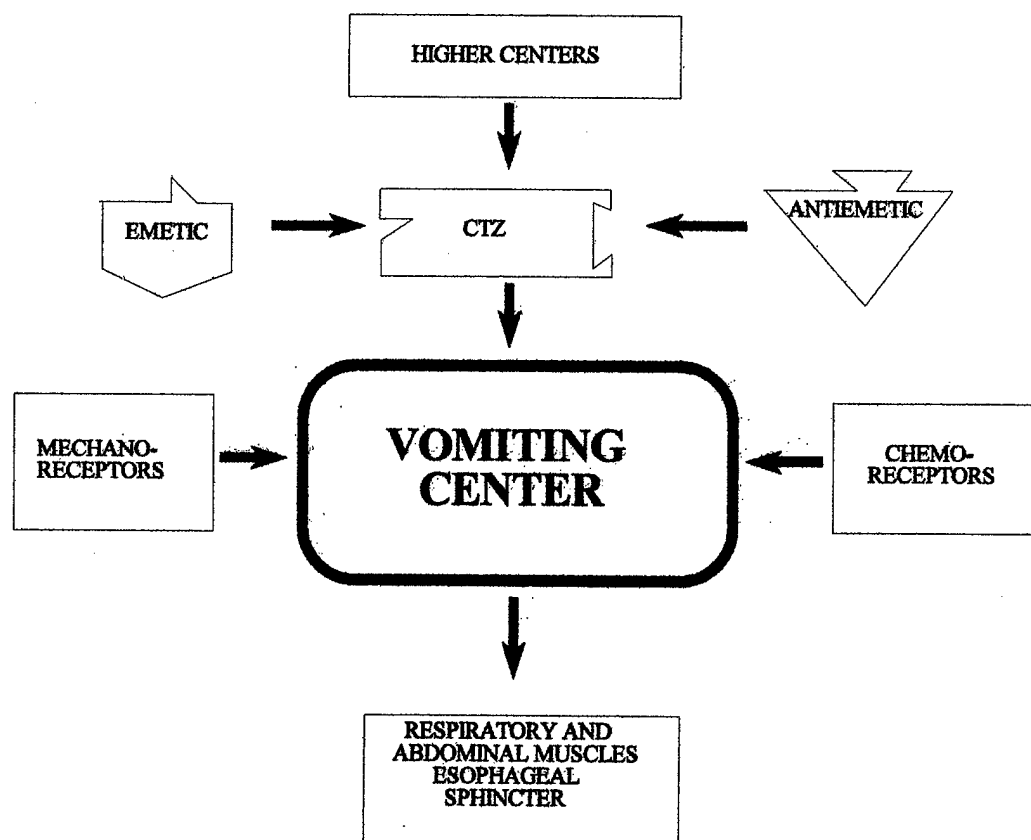 HIGHER CENTERS
EMETIC
CTZ
ANTIEMETIC
MECHANO-
RECEPTORS
VOMITING
CENTER
CHEMO-
RECEPTORS
RESPIRATORY AND
ABDOMINAL MUSCLES
ESOPHAGEAL
SPHINCTER